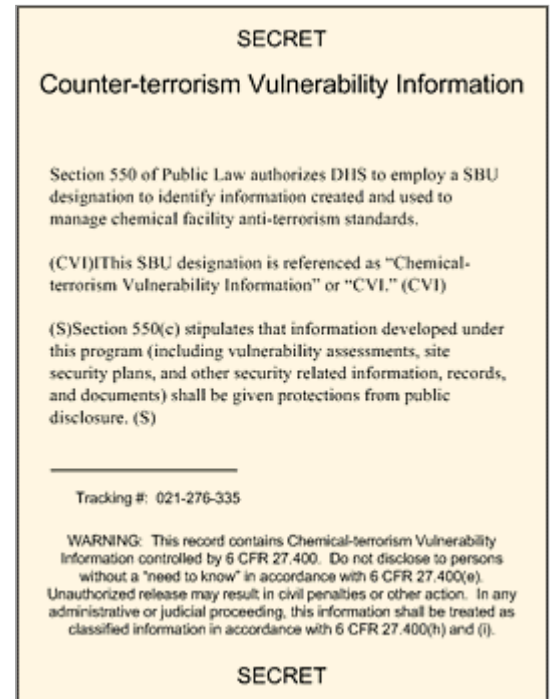 SECRET
Counter-terrorism Vulnerability Information
Section 550 of Public Law authorizes DHS to employ a SBU
designation to identify information created and used to
manage chemical facility anti-terrorism standards.
(CVI)IThis SBU designation is referenced as “Chemical-
terrorism Vulnerability Information” or “CVI.” (CVI)
(S)Section 550(c) stipulates that information developed under
this program (including vulnerability assessments, site
security plans, and other security related information, records,
and documents) shall be given protections from public
disclosure. (S)
Tracking #: 021-276-335
WARNING: This record contains Chemical-terrorism Vulnerability
Information controlled by 6 CFR 27.400. Do not disclose to persons
without a "need to know" in accordance with 6 CFR 27.400(e).
Unauthorized release may result in civil penalties or other action. In any
administrative or judicial proceeding, this information shall be treated as
classified information in accordance with 6 CFR 27.400(h) and (i).
SECRET